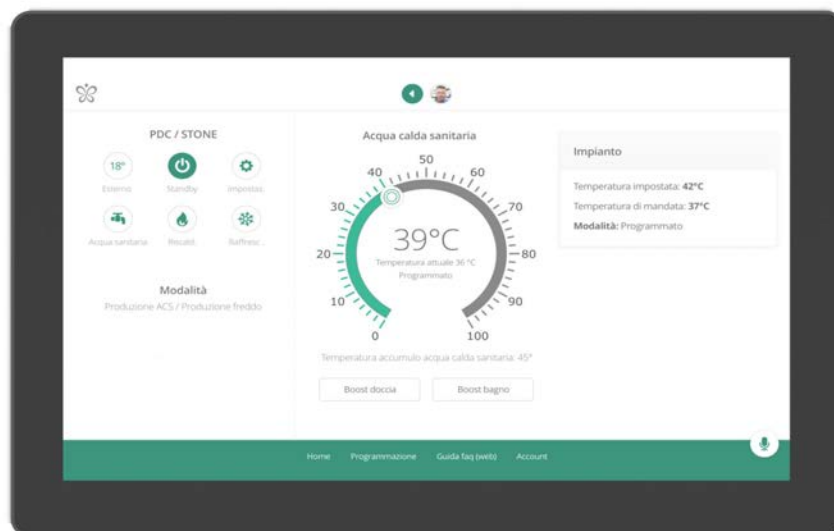 PDC / STONE
18°
Esterno
Standby
Impostaz.
Acqua sanitaria
Riscald.
Raffresc...
Modalità
Produzione ACS / Produzione freddo
Acqua calda sanitaria
0
10
20
30
40
50
60
70
80
90
100
39°C
Temperatura attuale 36 °C
Programmato
Temperatura accumulo acqua calda sanitaria: 45°
Boost doccia
Boost bagno
Impianto
Temperatura impostata: 42°C
Temperatura di mandata: 37°C
Modalità: Programmato
Home Programmazione Guida faq (web) Account